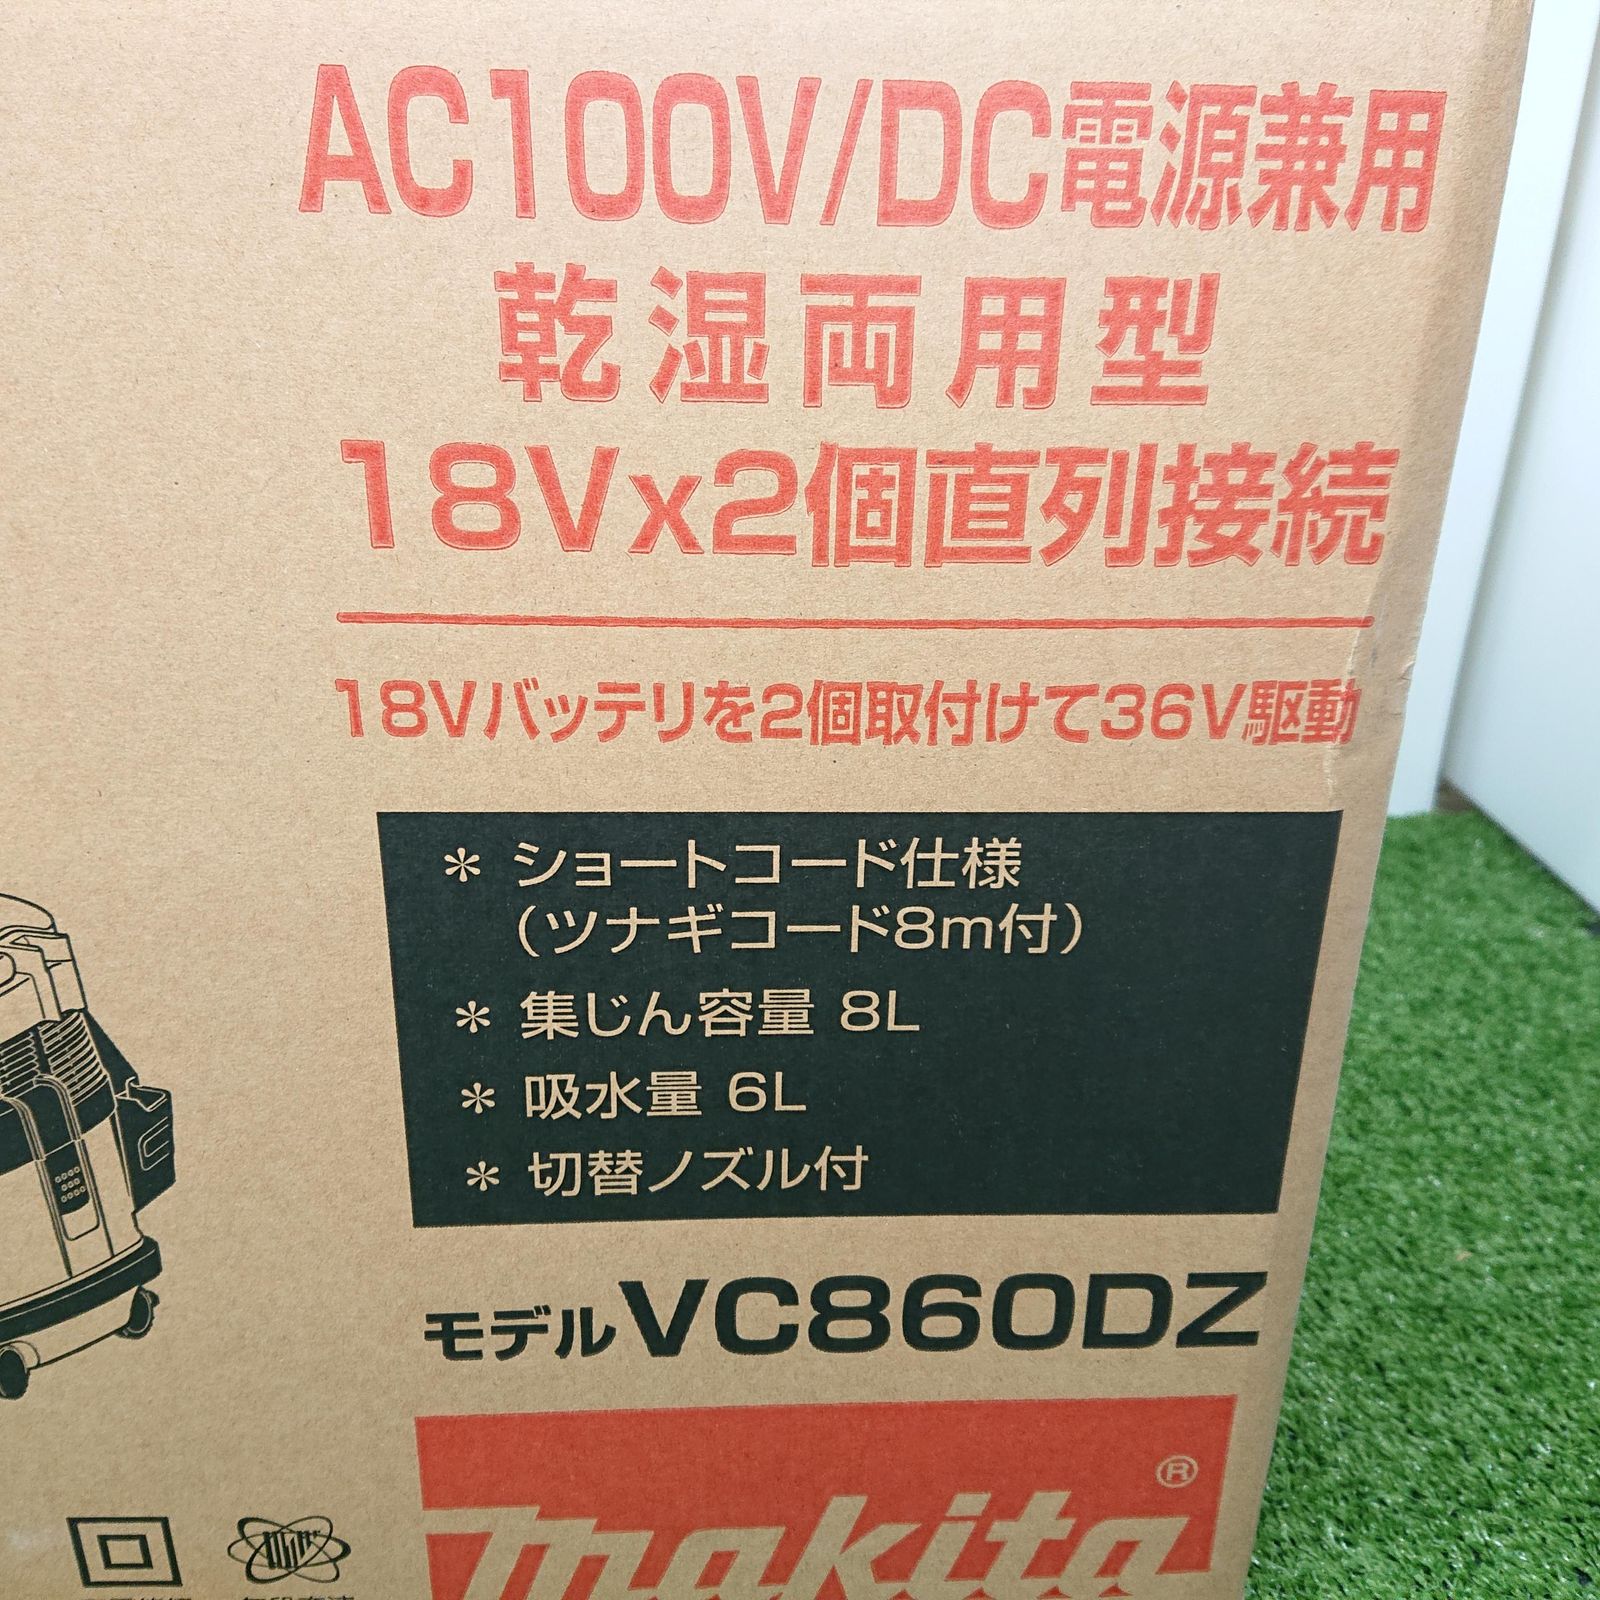 AC100V/DC電源兼用
乾湿両用型
18Vx2個直列接続
18Vバッテリを2個取付けて36V駆動
* ショートコード仕様
(ツナギコード8m付)
* 集じん容量 8L
* 吸水量 6L
* 切替ノズル付
モデルVC860DZ
makita®